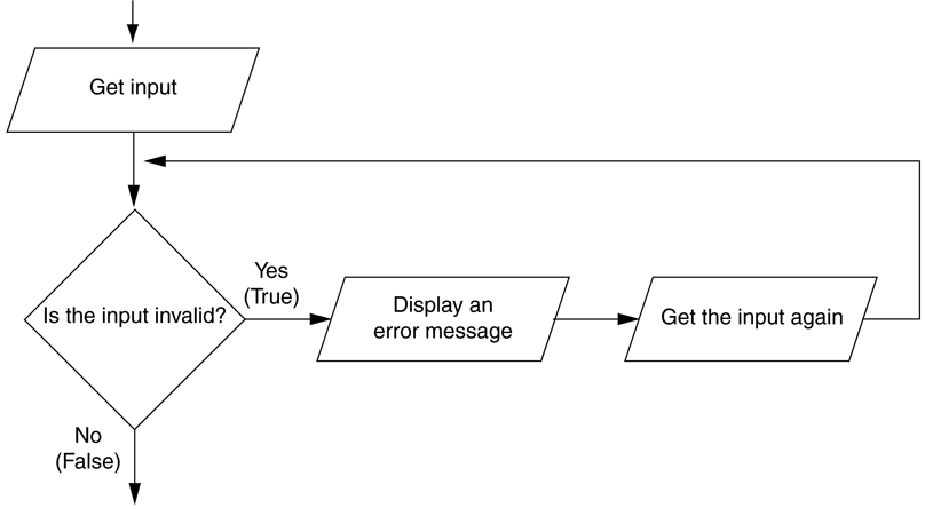 Get input
Is the input invalid?
Yes
(True)
Display an
error message
Get the input again
No
(False)